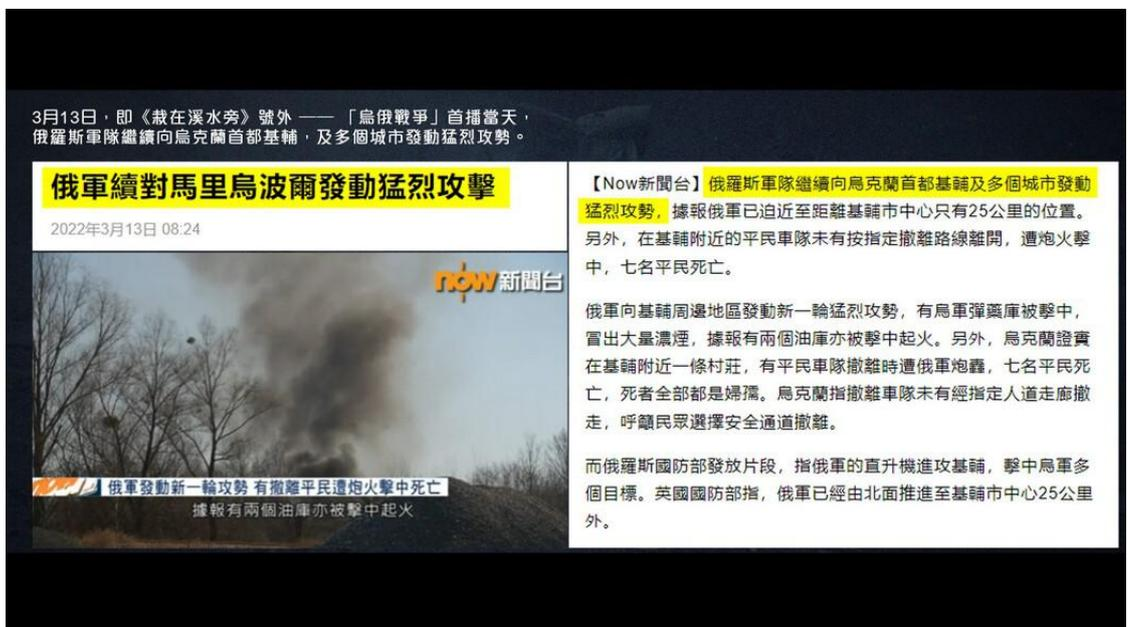 3月13日，即《栽在溪水旁》號外 —— 「烏俄戰爭」首播當天，
俄羅斯軍隊繼續向烏克蘭首都基輔，及多個城市發動猛烈攻勢。
俄軍續對馬里烏波爾發動猛烈攻擊
2022年3月13日 08:24
now 新聞台
俄軍發動新一輪攻勢 有撤離平民遭炮火擊中死亡
據報有兩個油庫亦被擊中起火
【Now新聞台】俄羅斯軍隊繼續向烏克蘭首都基輔及多個城市發動
猛烈攻勢，據報俄軍已迫近至距離基輔市中心只有25公里的位置。
另外，在基輔附近的平民車隊未有按指定撤離路線離開，遭炮火擊
中，七名平民死亡。
俄軍向基輔周邊地區發動新一輪猛烈攻勢，有烏軍彈藥庫被擊中，
冒出大量濃煙，據報有兩個油庫亦被擊中起火。另外，烏克蘭證實
在基輔附近一條村莊，有平民車隊撤離時遭俄軍炮轟，七名平民死
亡，死者全部都是婦孺。烏克蘭指撤離車隊未有經指定人道走廊撤
走，呼籲民眾選擇安全通道撤離。
而俄羅斯國防部發放片段，指俄軍的直升機進攻基輔，擊中烏軍多
個目標。英國國防部指，俄軍已經由北面推進至基輔市中心25公里
外。